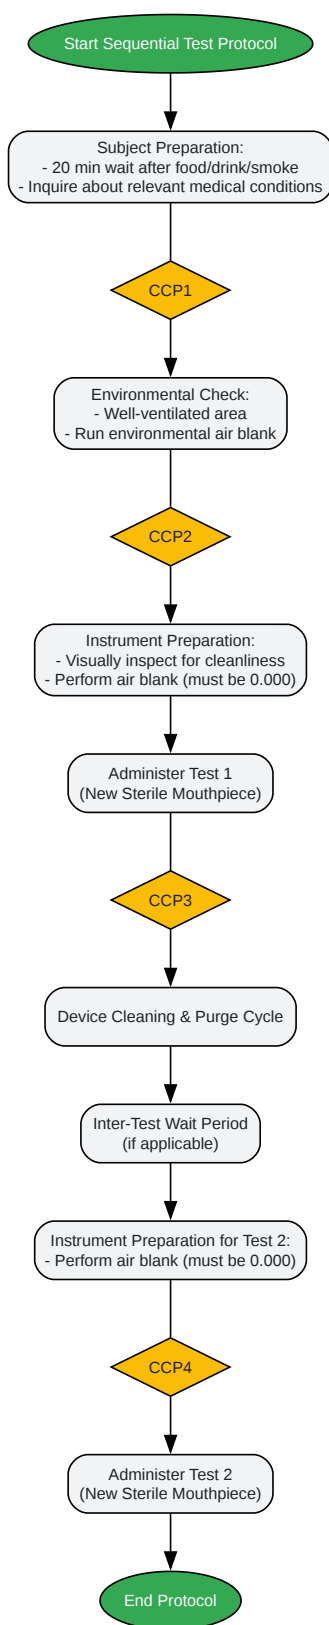 Start Sequential Test Protocol
Subject Preparation:
- 20 min wait after food/drink/smoke
- Inquire about relevant medical conditions
CCP1
Environmental Check:
- Well-ventilated area
- Run environmental air blank
CCP2
Instrument Preparation:
- Visually inspect for cleanliness
- Perform air blank (must be 0.000)
Administer Test 1
(New Sterile Mouthpiece)
CCP3
Device Cleaning & Purge Cycle
Inter-Test Wait Period
(if applicable)
Instrument Preparation for Test 2:
- Perform air blank (must be 0.000)
CCP4
Administer Test 2
(New Sterile Mouthpiece)
End Protocol